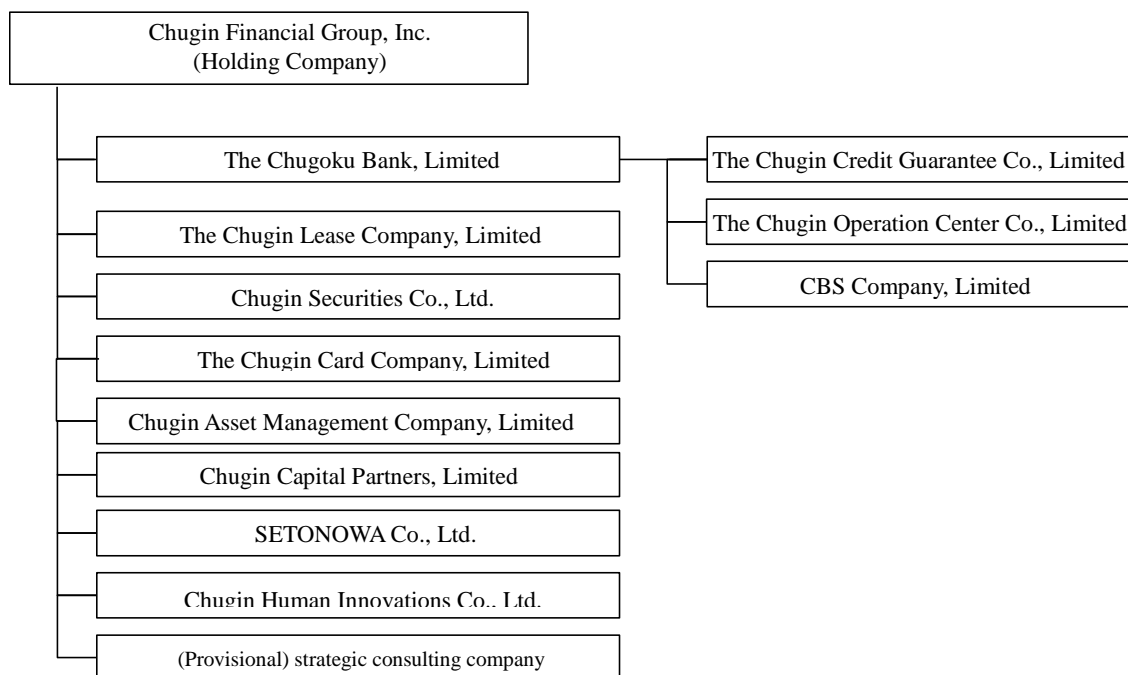 Chugin Financial Group, Inc.
(Holding Company)
The Chugoku Bank, Limited
The Chugin Credit Guarantee Co., Limited
The Chugin Lease Company, Limited
The Chugin Operation Center Co., Limited
Chugin Securities Co., Ltd.
CBS Company, Limited
The Chugin Card Company, Limited
Chugin Asset Management Company, Limited
Chugin Capital Partners, Limited
SETONOWA Co., Ltd.
Chugin Human Innovations Co., Ltd.
(Provisional) strategic consulting company